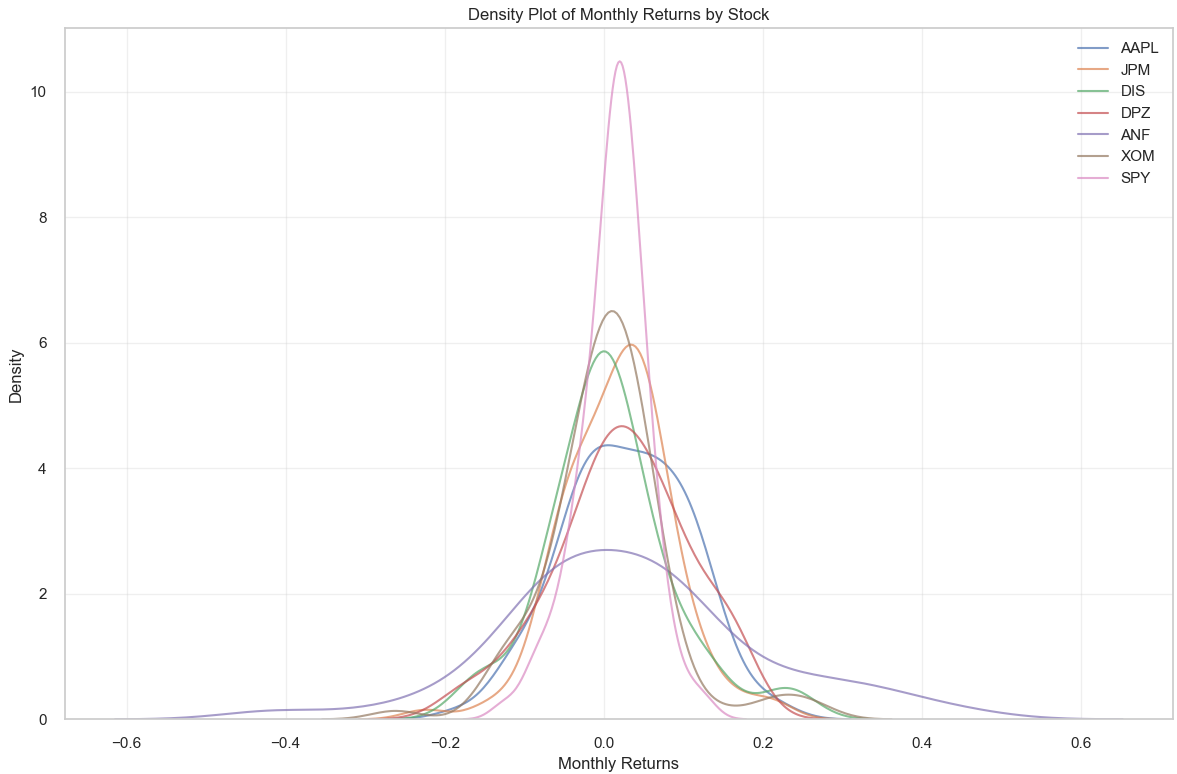 Density Plot of Monthly Returns by Stock
AAPL
JPM
DIS
DPZ
ANF
XOM
SPY
Density
10
8
6
4
2
0
−0.6
−0.4
−0.2
0.0
0.2
0.4
0.6
Monthly Returns